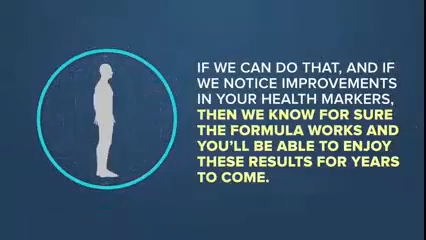 IF WE CAN DO THAT, AND IF
WE NOTICE IMPROVEMENTS
IN YOUR HEALTH MARKERS,
THEN WE KNOW FOR SURE
THE FORMULA WORKS AND
YOU'LL BE ABLE TO ENJOY
THESE RESULTS FOR YEARS
TO COME.